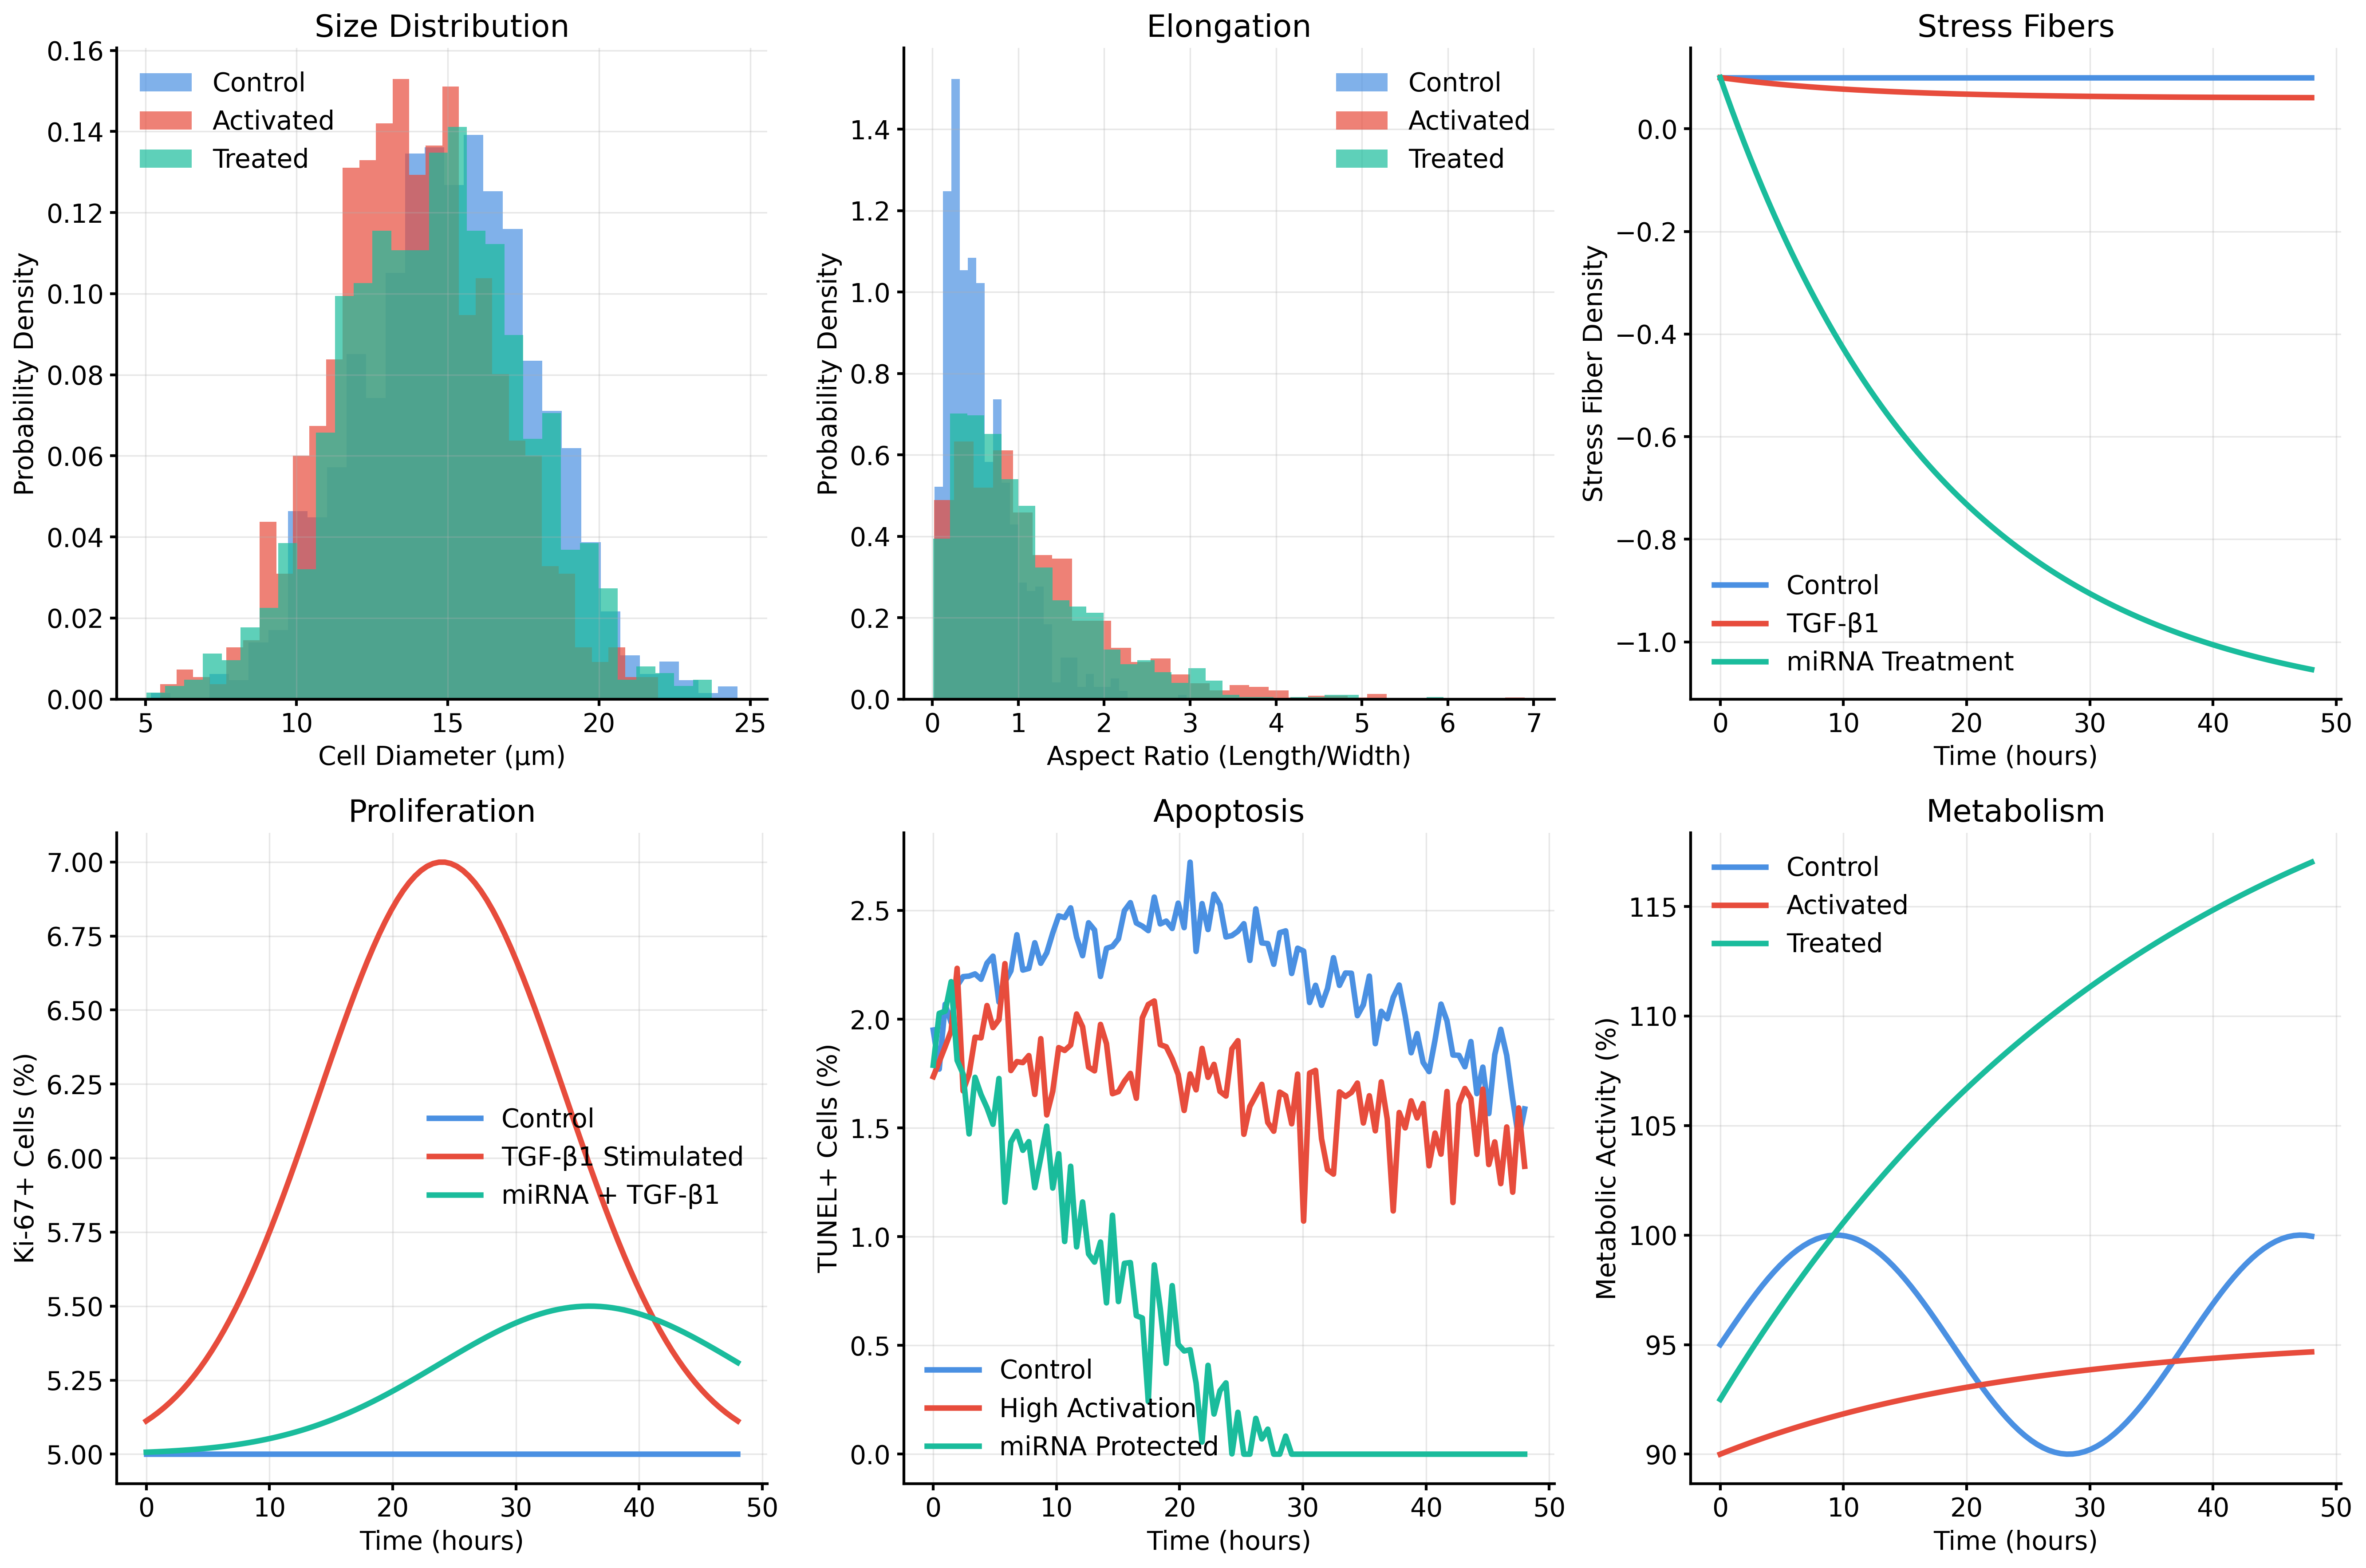 Size Distribution
Probability Density
0.16
0.14
0.12
0.10
0.08
0.06
0.04
0.02
0.00
Control
Activated
Treated
5
10
15
20
25
Cell Diameter (μm)
Elongation
Probability Density
1.4
1.2
1.0
0.8
0.6
0.4
0.2
0.0
Control
Activated
Treated
0
1
2
3
4
5
6
7
Aspect Ratio (Length/Width)
Stress Fibers
Stress Fiber Density
0.0
−0.2
−0.4
−0.6
−0.8
−1.0
Control
TGF-β1
miRNA Treatment
0
10
20
30
40
50
Time (hours)
Proliferation
Ki-67+ Cells (%)
7.00
6.75
6.50
6.25
6.00
5.75
5.50
5.25
5.00
Control
TGF-β1 Stimulated
miRNA + TGF-β1
0
10
20
30
40
50
Time (hours)
Apoptosis
TUNEL+ Cells (%)
2.5
2.0
1.5
1.0
0.5
0.0
Control
High Activation
miRNA Protected
0
10
20
30
40
50
Time (hours)
Metabolism
Metabolic Activity (%)
115
110
105
100
95
90
Control
Activated
Treated
0
10
20
30
40
50
Time (hours)